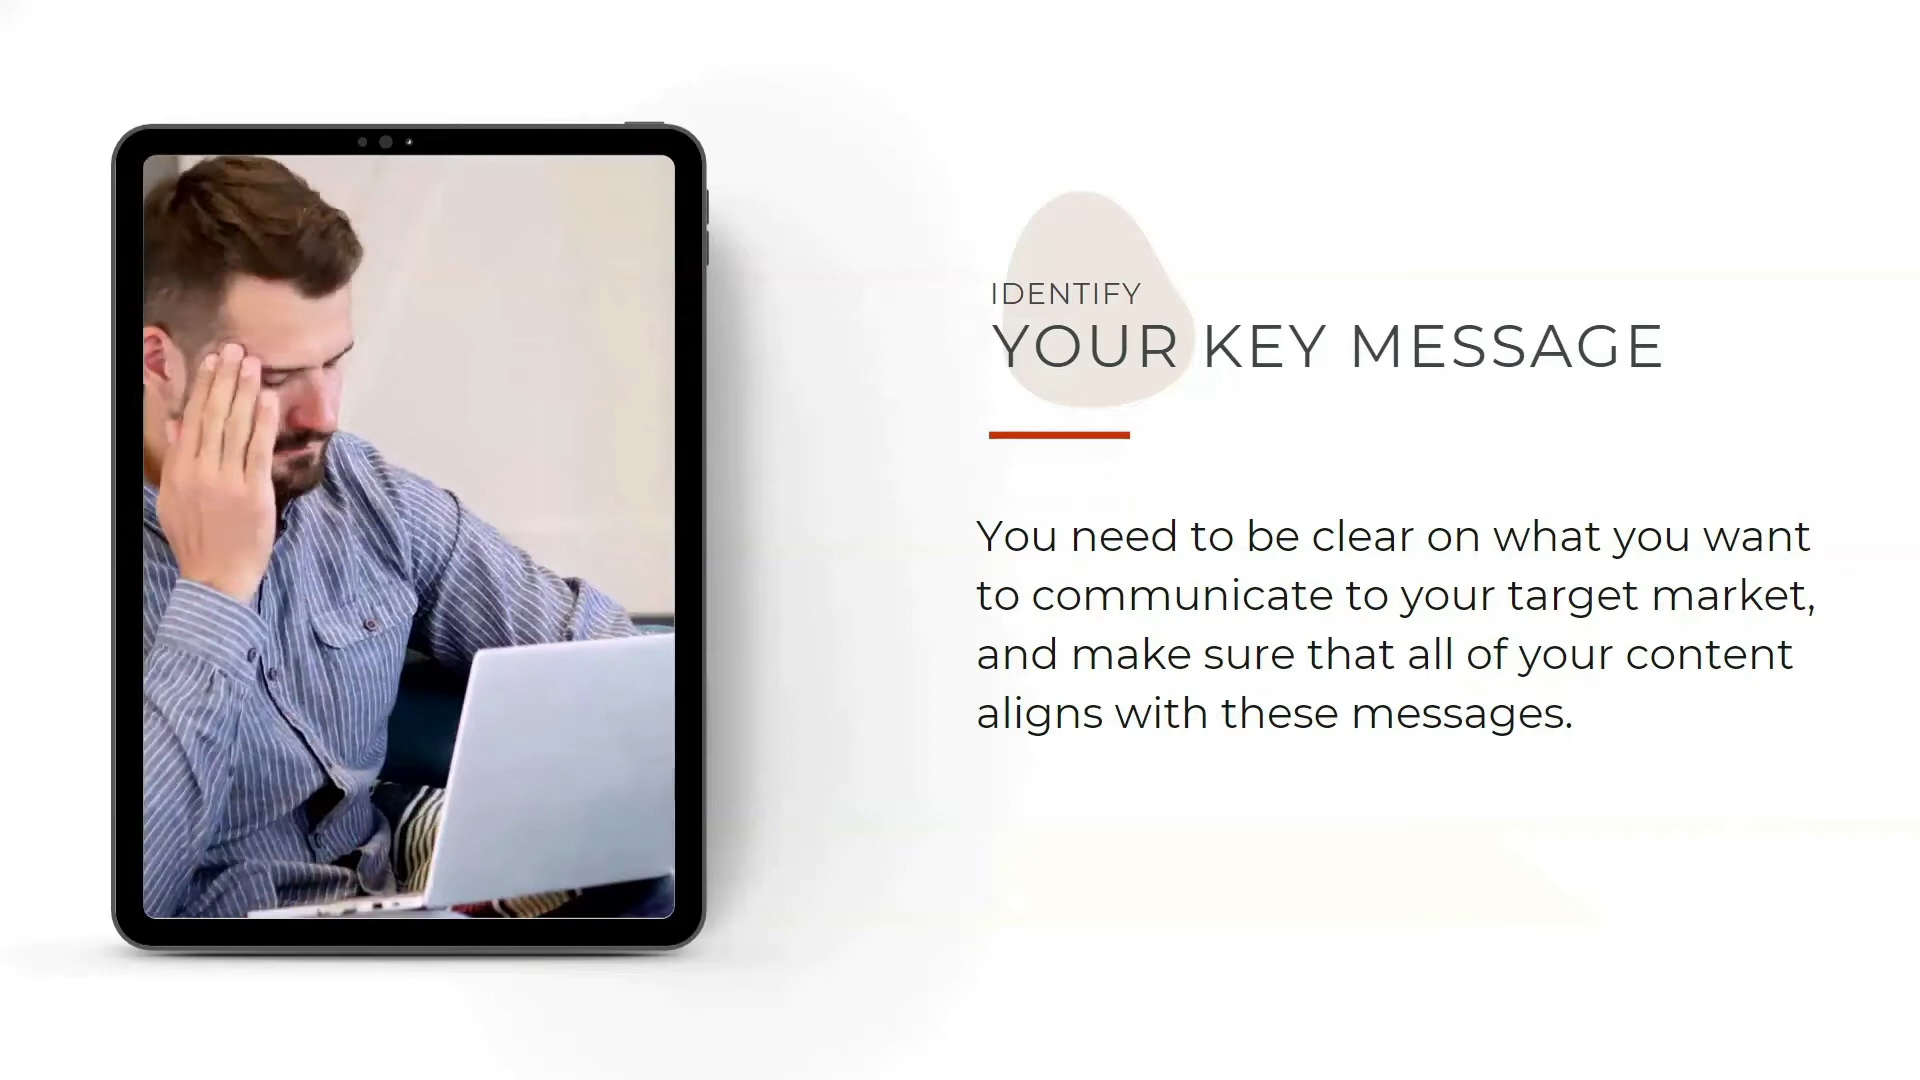 IDENTIFY
YOUR KEY MESSAGE
You need to be clear on what you want
to communicate to your target market,
and make sure that all of your content
aligns with these messages.